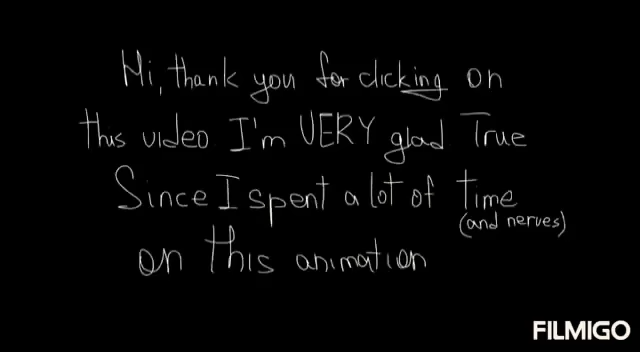 Hi, thank you for clicking on
this video I'm VERY glad True
Since I spent a lot of time
(and nerves)
on this animation
FILMIGO